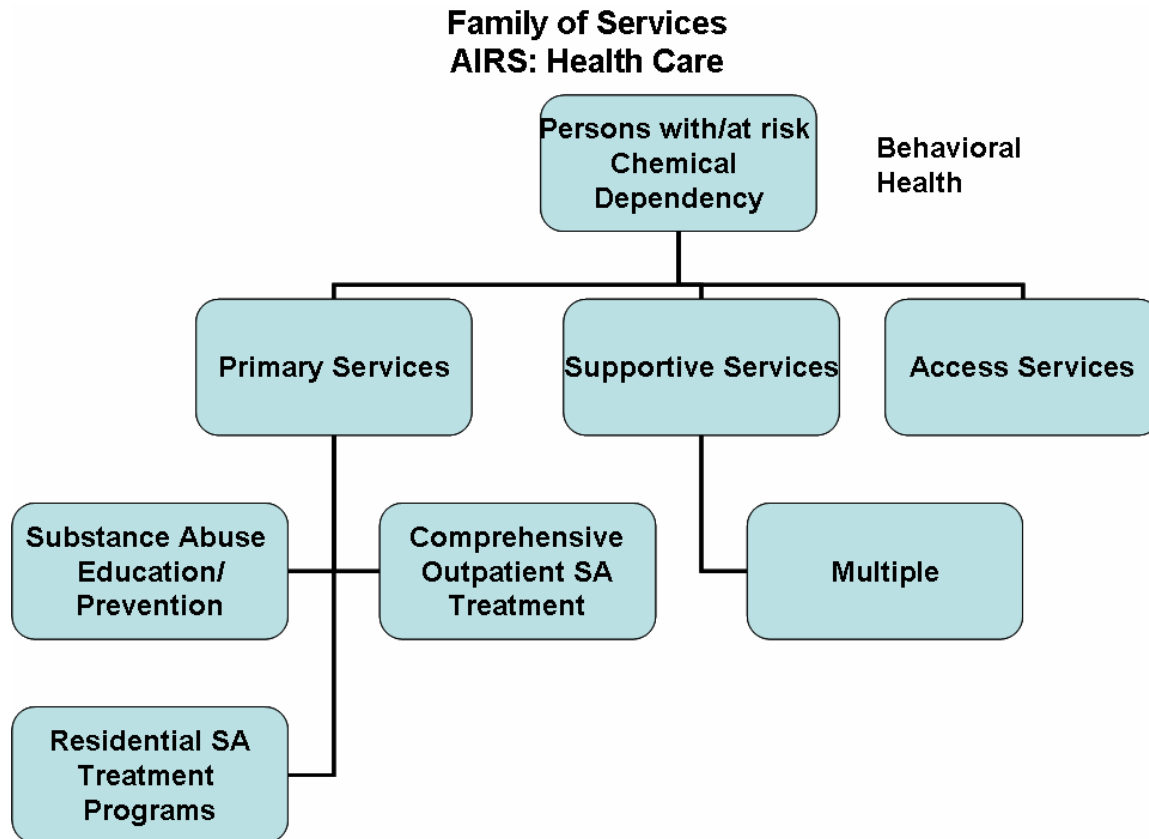 Family of Services
AIRS: Health Care
Persons with/at risk
Chemical
Dependency
Behavioral
Health
Primary Services
Supportive Services
Access Services
Substance Abuse
Education/
Prevention
Comprehensive
Outpatient SA
Treatment
Multiple
Residential SA
Treatment
Programs